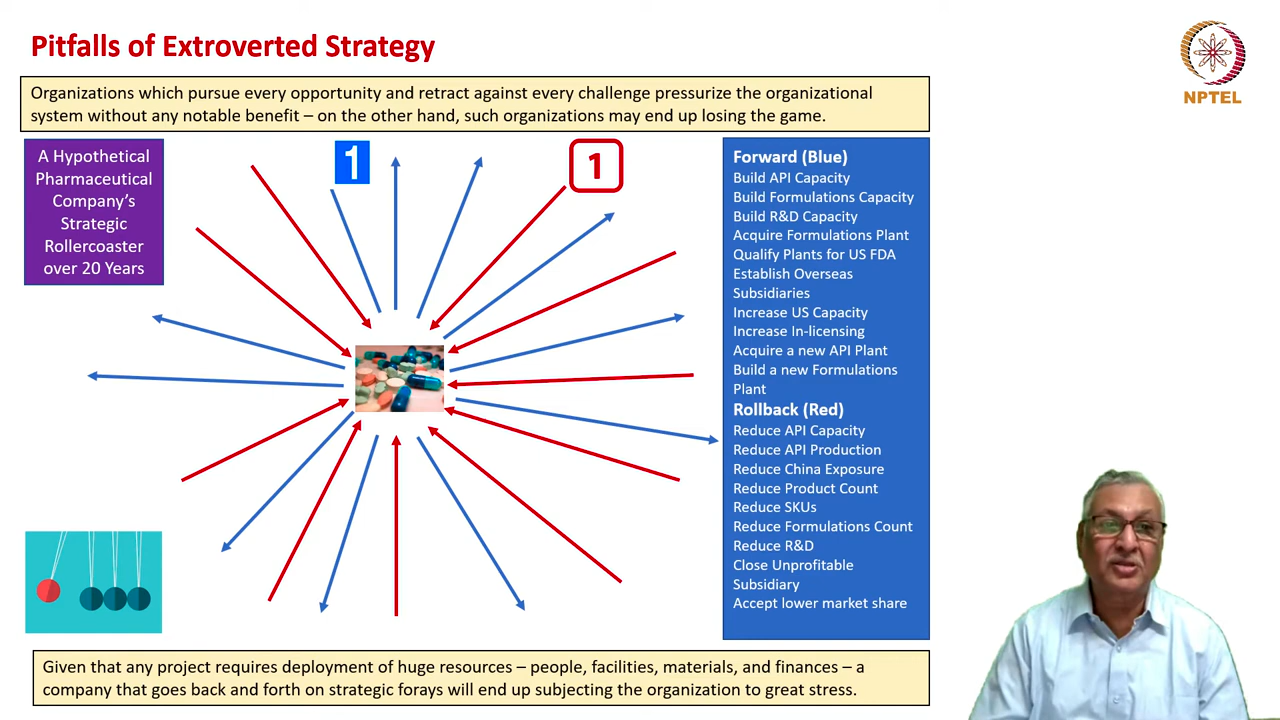 Pitfalls of Extroverted Strategy
NPTEL
Organizations which pursue every opportunity and retract against every challenge pressurize the organizational
system without any notable benefit – on the other hand, such organizations may end up losing the game.
A Hypothetical
Pharmaceutical
Company's
Strategic
Rollercoaster
over 20 Years
1
1
Forward (Blue)
Build API Capacity
Build Formulations Capacity
Build R&D Capacity
Acquire Formulations Plant
Qualify Plants for US FDA
Establish Overseas
Subsidiaries
Increase US Capacity
Increase In-licensing
Acquire a new API Plant
Build a new Formulations
Plant
Rollback (Red)
Reduce API Capacity
Reduce API Production
Reduce China Exposure
Reduce Product Count
Reduce SKUs
Reduce Formulations Count
Reduce R&D
Close Unprofitable
Subsidiary
Accept lower market share
Given that any project requires deployment of huge resources – people, facilities, materials, and finances – a
company that goes back and forth on strategic forays will end up subjecting the organization to great stress.